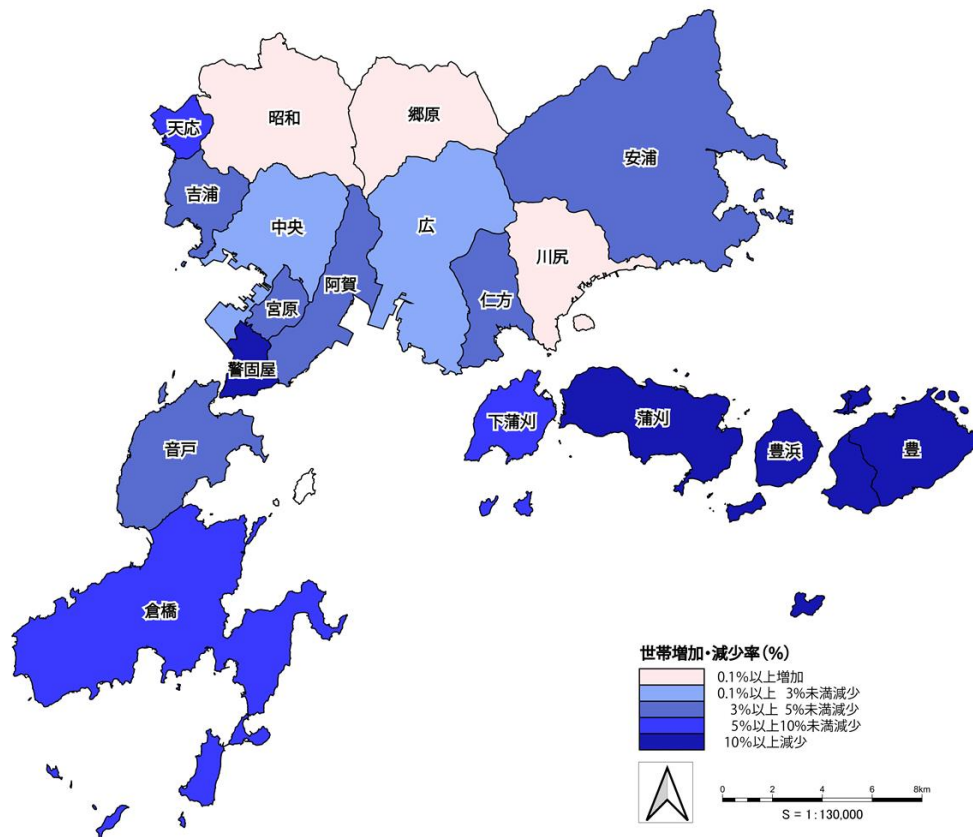 昭和
郷原
天応
安浦
吉浦
中央
広
川尻
阿賀
宮原
仁方
警固屋
下蒲刈
蒲刈
豊浜
豊
音戸
倉橋
世帯増加・減少率(%)
0.1%以上増加
0.1%以上 3%未満減少
3%以上 5%未満減少
5%以上10%未満減少
10%以上減少
0 2 4 6 8km
S = 1:130,000